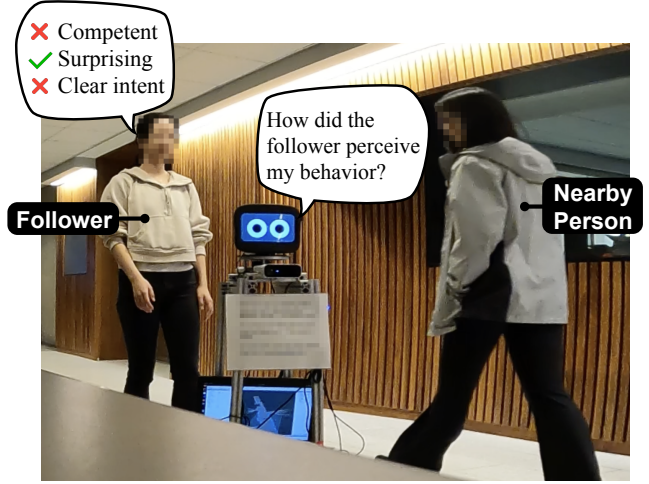 Competent
Surprising
Clear intent
How did the
follower perceive
my behavior?
Follower
Nearby
Person